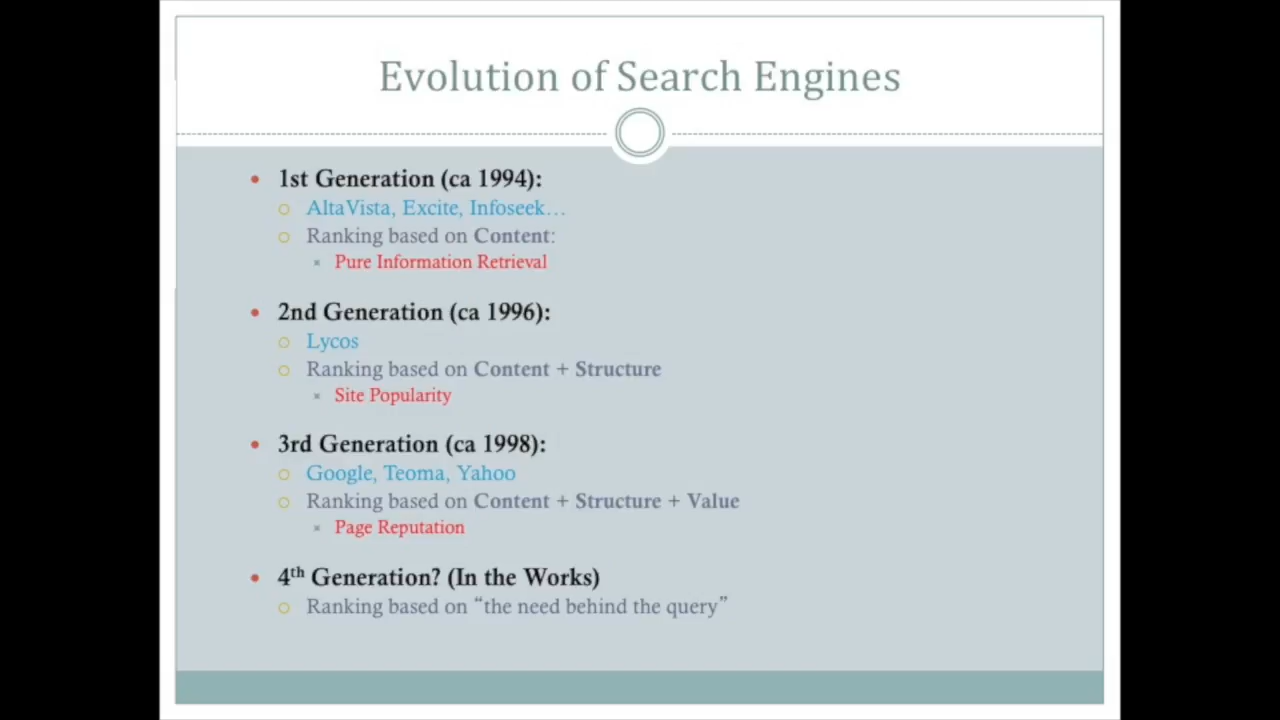 Evolution of Search Engines
1st Generation (ca 1994):
AltaVista, Excite, Infoseek…
Ranking based on Content:
Pure Information Retrieval
2nd Generation (ca 1996):
Lycos
Ranking based on Content + Structure
Site Popularity
3rd Generation (ca 1998):
Google, Teoma, Yahoo
Ranking based on Content + Structure + Value
Page Reputation
4th Generation? (In the Works)
Ranking based on “the need behind the query”